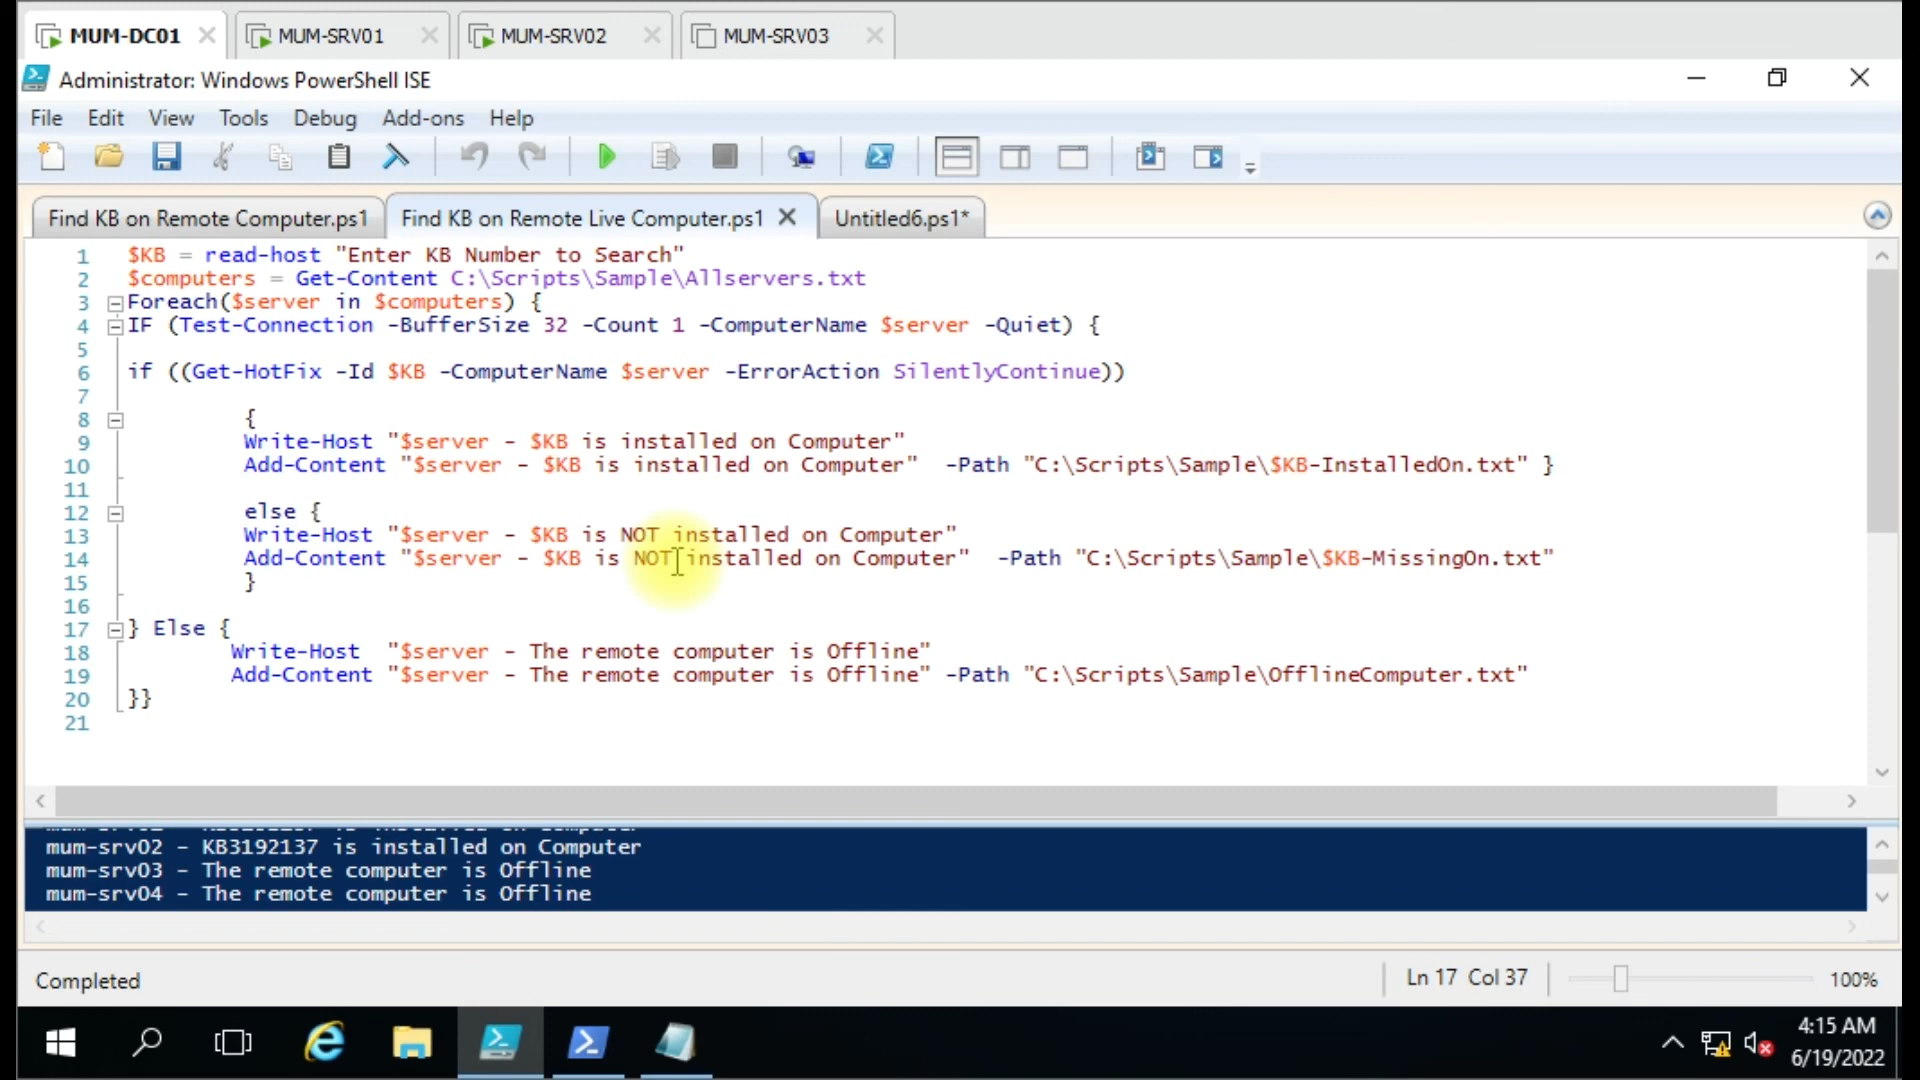 MUM-DC01 MUM-SRV01 MUM-SRV02 MUM-SRV03
Administrator: Windows PowerShell ISE
File Edit View Tools Debug Add-ons Help
Find KB on Remote Computer.ps1 Find KB on Remote Live Computer.ps1 Untitled6.ps1*
1 $KB = read-host "Enter KB Number to Search"
2 $computers = Get-Content C:\Scripts\Sample\Allservers.txt
3 Foreach($server in $computers) {
4 IF (Test-Connection -BufferSize 32 -Count 1 -ComputerName $server -Quiet) {
5
6 if ((Get-HotFix -Id $KB -ComputerName $server -ErrorAction SilentlyContinue))
7
8 {
9 Write-Host "$server - $KB is installed on Computer"
10 Add-Content "$server - $KB is installed on Computer" -Path "C:\Scripts\Sample\$KB-InstalledOn.txt" }
11
12 else {
13 Write-Host "$server - $KB is NOT installed on Computer"
14 Add-Content "$server - $KB is NOT installed on Computer" -Path "C:\Scripts\Sample\$KB-MissingOn.txt"
15 }
16
17 } Else {
18 Write-Host "$server - The remote computer is Offline"
19 Add-Content "$server - The remote computer is Offline" -Path "C:\Scripts\Sample\OfflineComputer.txt"
20 }}
21
mum-srv02 - KB3192137 is installed on Computer
mum-srv03 - The remote computer is Offline
mum-srv04 - The remote computer is Offline
Completed Ln 17 Col 37 100%
4:15 AM
6/19/2022